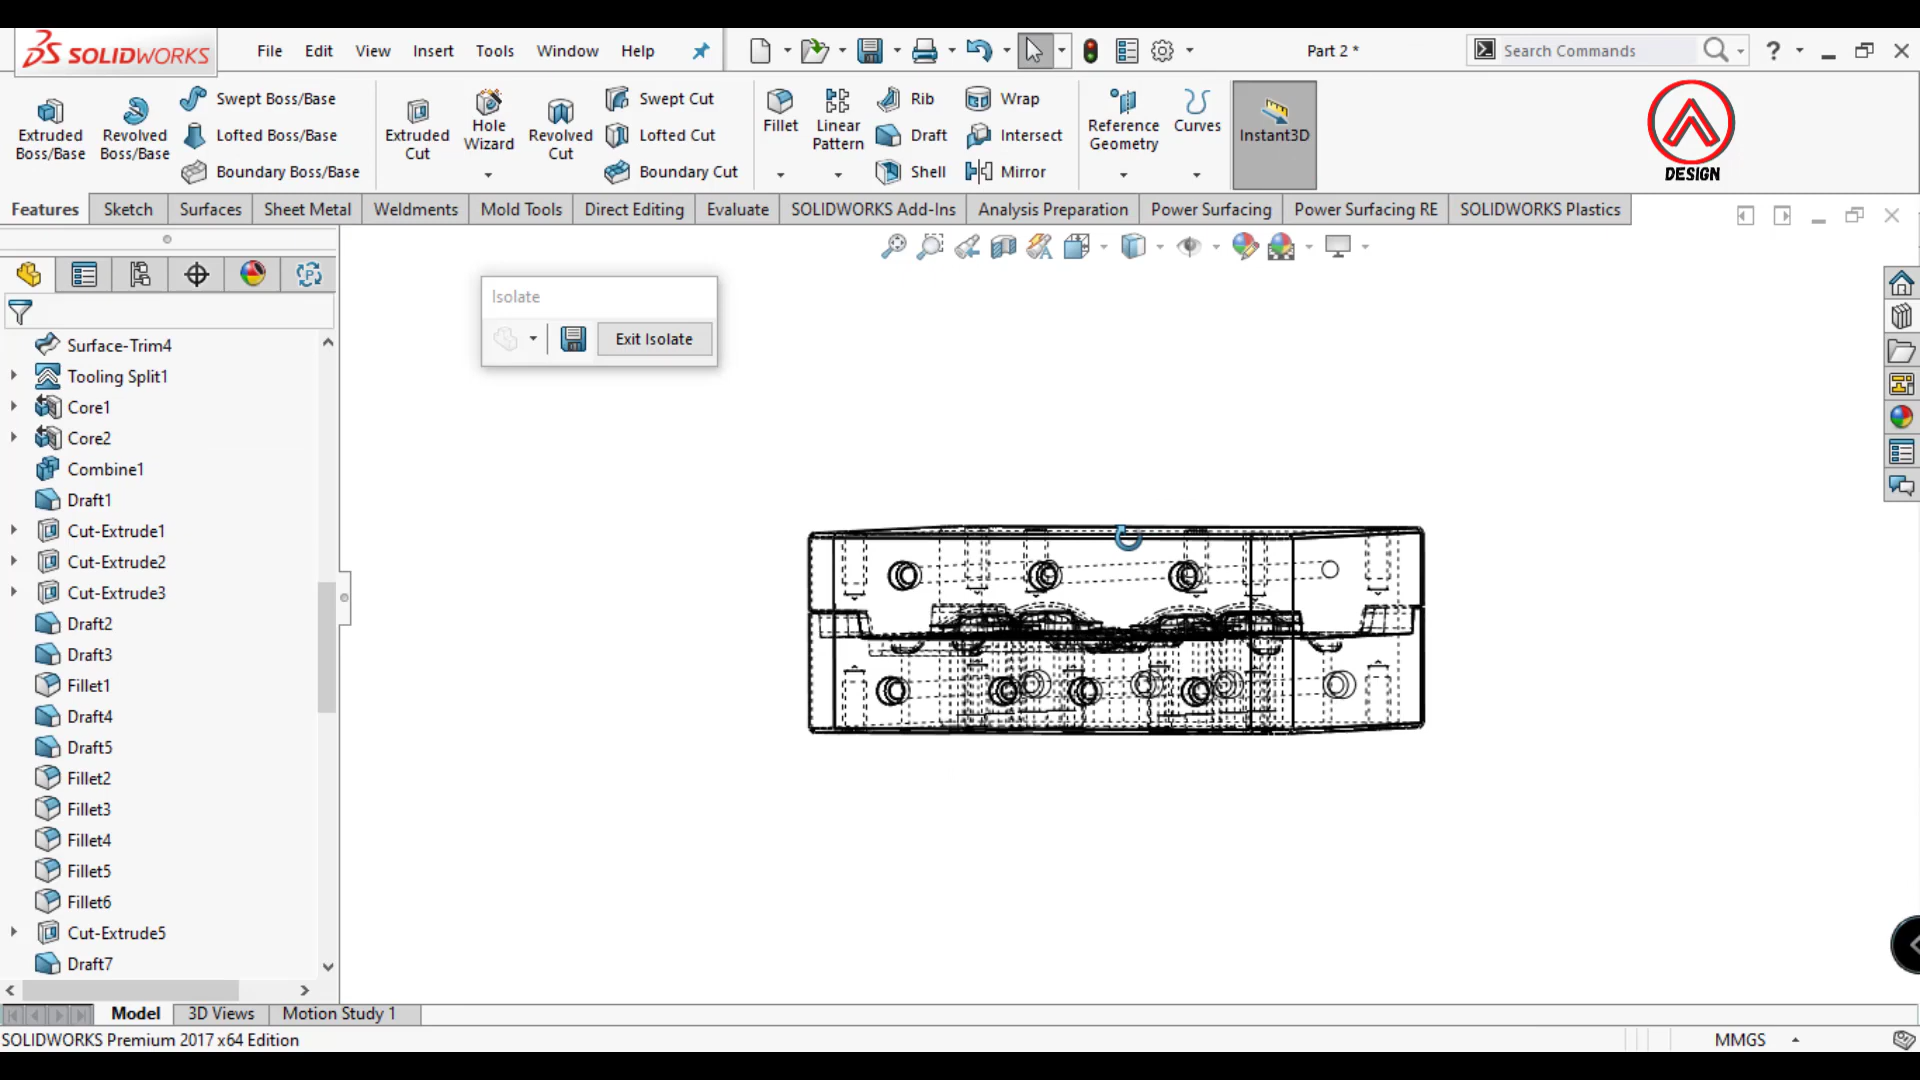 SOLIDWORKS File Edit View Insert Tools Window Help Part 2 * Search Commands ?
Extruded Boss/Base
Revolved Boss/Base
Swept Boss/Base
Lofted Boss/Base
Boundary Boss/Base
Extruded Cut
Hole Wizard
Revolved Cut
Swept Cut
Lofted Cut
Boundary Cut
Fillet
Linear Pattern
Rib
Draft
Shell
Wrap
Intersect
Mirror
Reference Geometry
Curves
Instant3D
DESIGN
Features Sketch Surfaces Sheet Metal Weldments Mold Tools Direct Editing Evaluate SOLIDWORKS Add-Ins Analysis Preparation Power Surfacing Power Surfacing RE SOLIDWORKS Plastics
Isolate
Exit Isolate
Surface-Trim4
Tooling Split1
Core1
Core2
Combine1
Draft1
Cut-Extrude1
Cut-Extrude2
Cut-Extrude3
Draft2
Draft3
Fillet1
Draft4
Draft5
Fillet2
Fillet3
Fillet4
Fillet5
Fillet6
Cut-Extrude5
Draft7
Model 3D Views Motion Study 1
SOLIDWORKS Premium 2017 x64 Edition MMGS